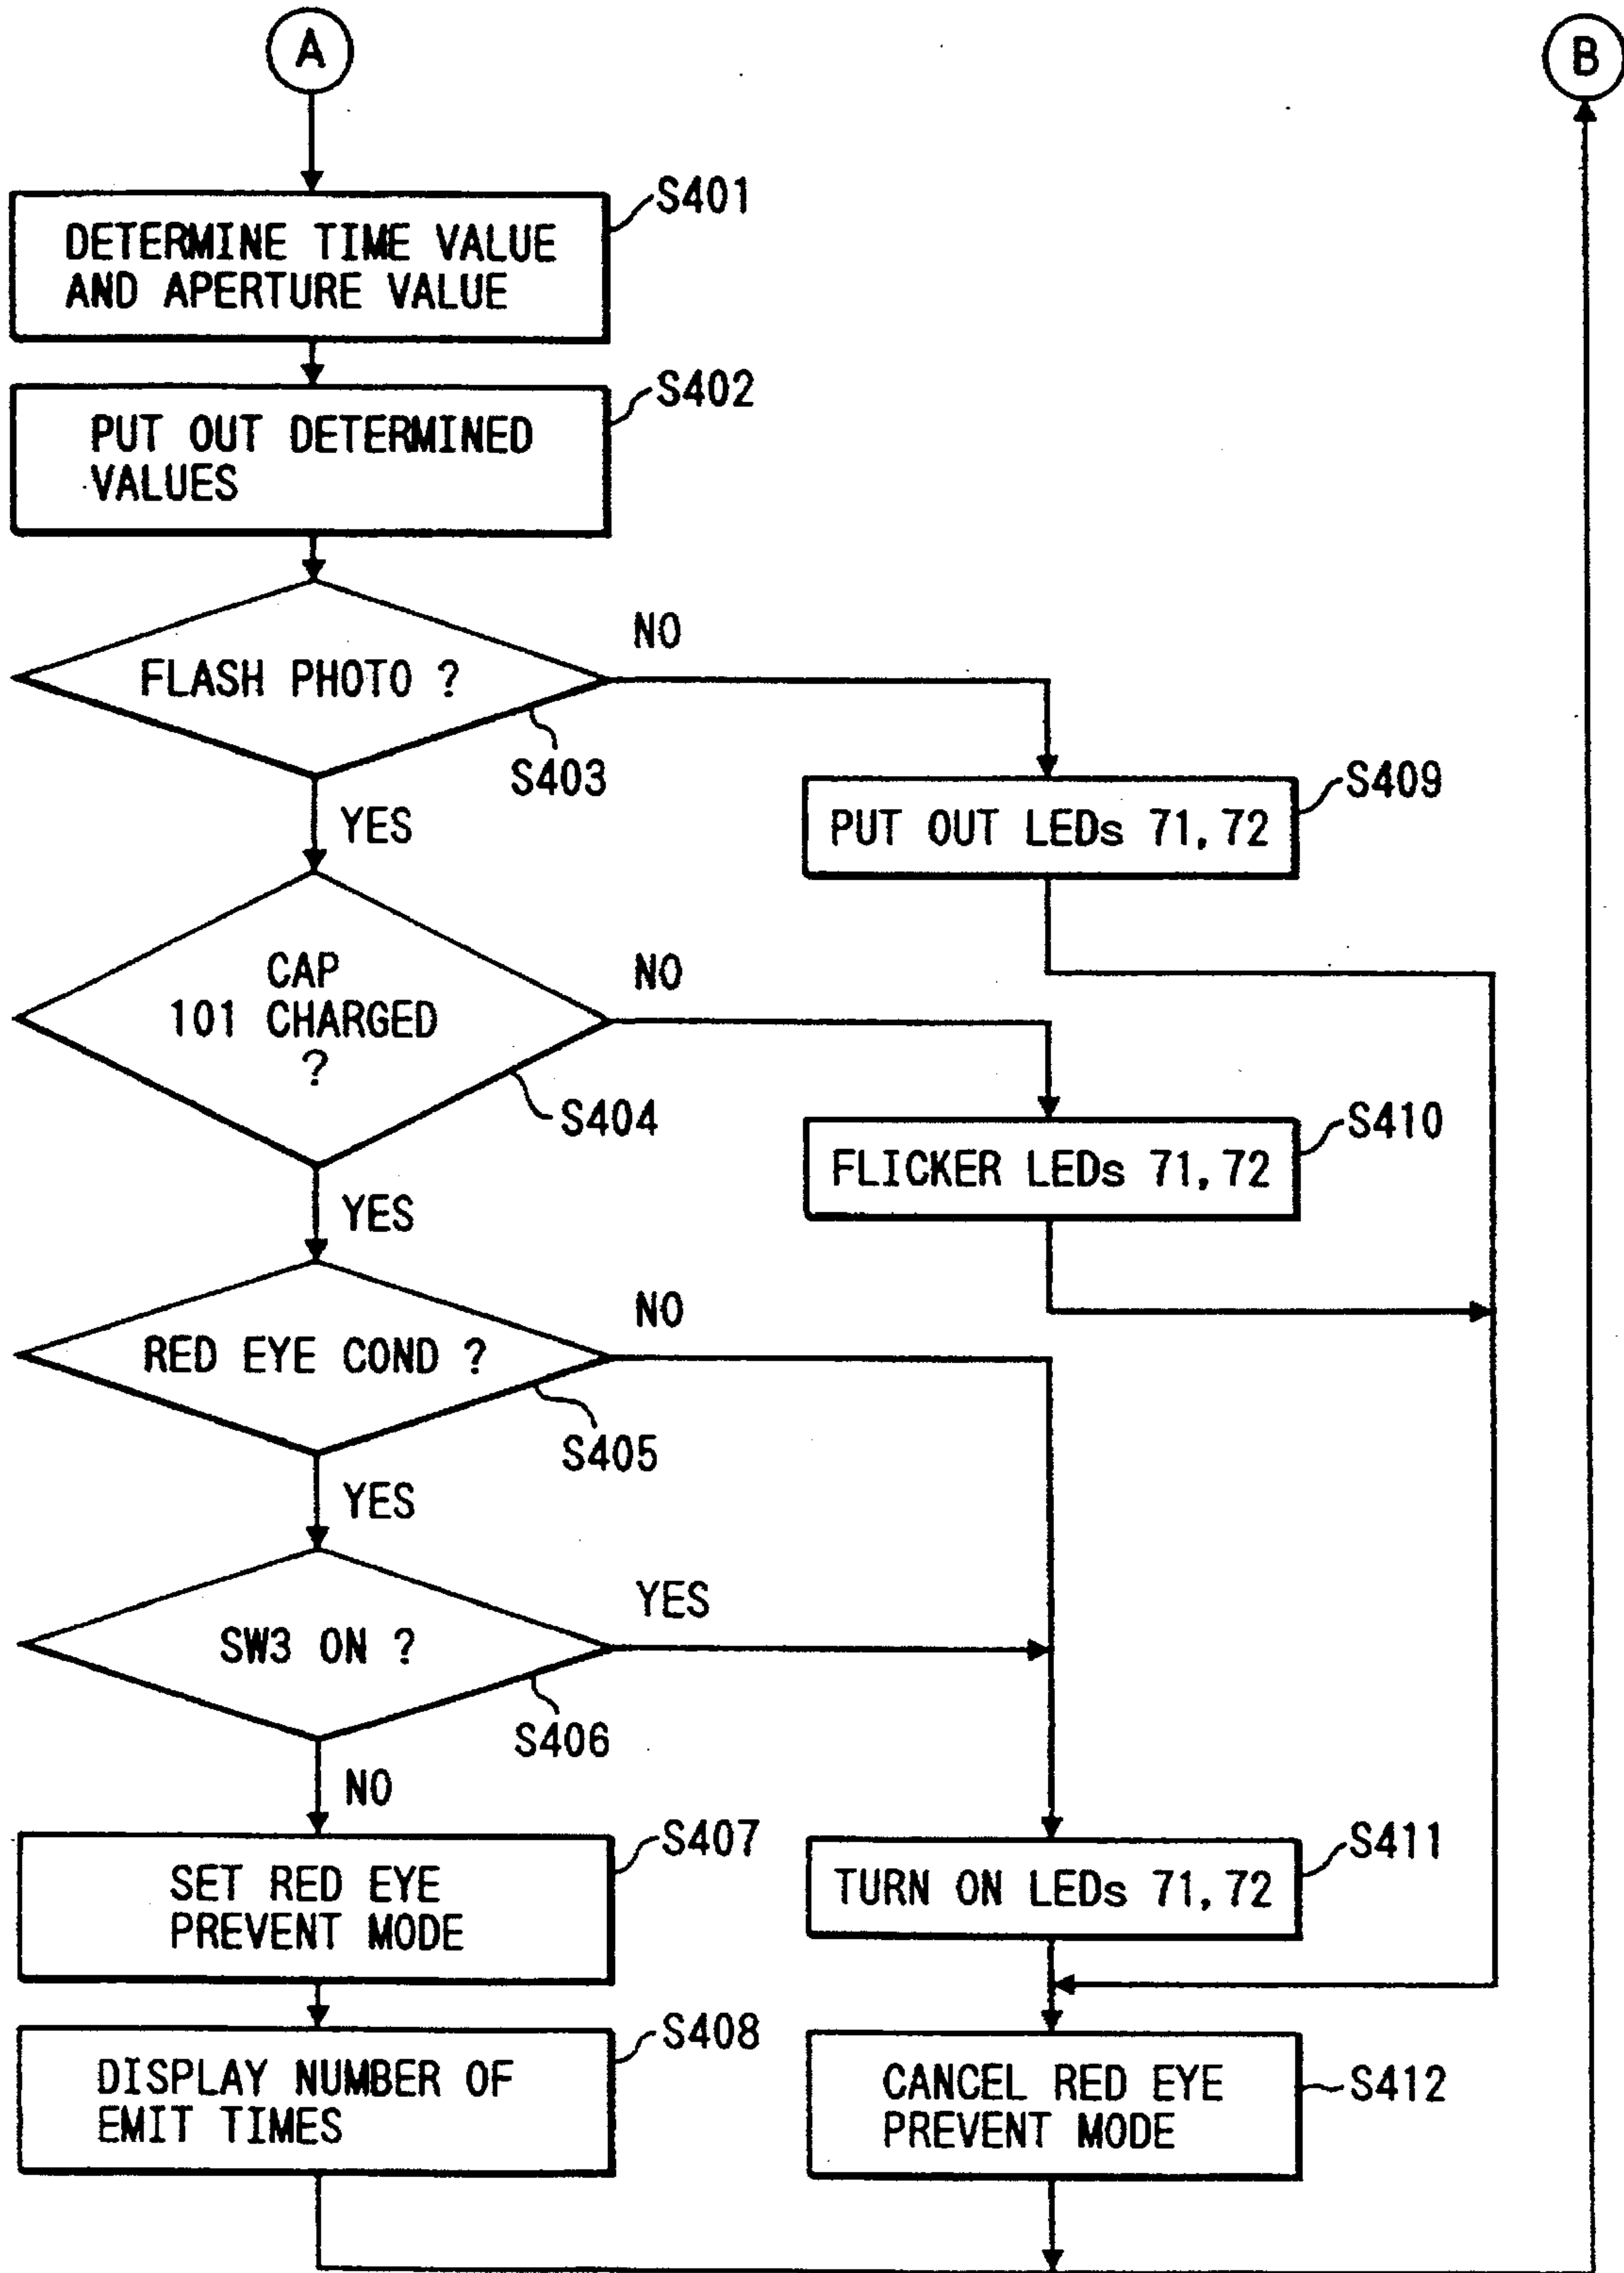 A
B
S401
DETERMINE TIME VALUE
AND APERTURE VALUE
S402
PUT OUT DETERMINED
VALUES
NO
FLASH PHOTO ?
S403
YES
S409
PUT OUT LEDs 71, 72
CAP
101 CHARGED
?
NO
S404
S410
FLICKER LEDs 71, 72
YES
NO
RED EYE COND ?
S405
YES
YES
SW3 ON ?
S406
NO
S407
SET RED EYE
PREVENT MODE
S411
TURN ON LEDs 71, 72
S408
DISPLAY NUMBER OF
EMIT TIMES
S412
CANCEL RED EYE
PREVENT MODE